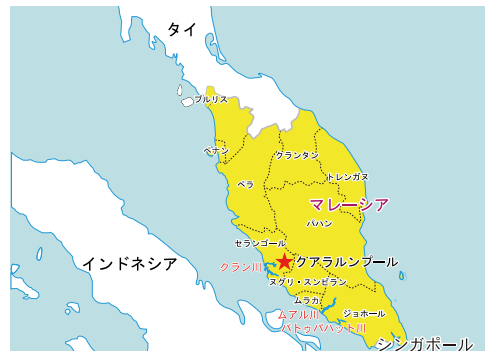 タイ
プルリス
ペナン
クランタン
トレンガヌ
ペラ
マレーシア
パハン
セランゴール
クアラルンプール
インドネシア
クラン川
ヌグリ・スンビラン
ムラカ
ムアル川
ジョホール
バトゥパハット川
シンガポール